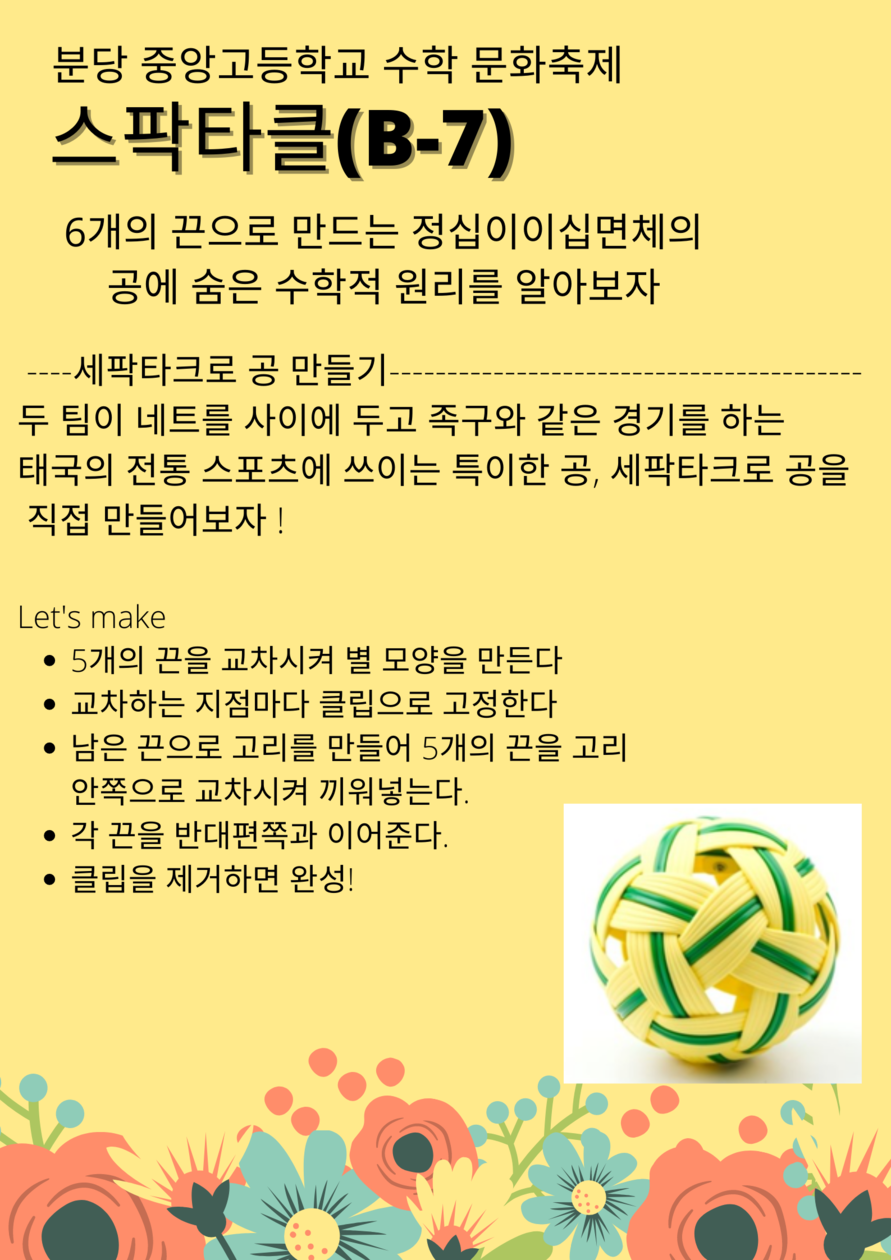 분당 중앙고등학교 수학 문화축제
스팍타클(B-7)
6개의 끈으로 만드는 정십이이십면체의
공에 숨은 수학적 원리를 알아보자
----세팍타크로 공 만들기-----------------------------------------
두 팀이 네트를 사이에 두고 족구와 같은 경기를 하는
태국의 전통 스포츠에 쓰이는 특이한 공, 세팍타크로 공을
직접 만들어보자 !
Let's make
• 5개의 끈을 교차시켜 별 모양을 만든다
• 교차하는 지점마다 클립으로 고정한다
• 남은 끈으로 고리를 만들어 5개의 끈을 고리
안쪽으로 교차시켜 끼워넣는다.
• 각 끈을 반대편쪽과 이어준다.
• 클립을 제거하면 완성!